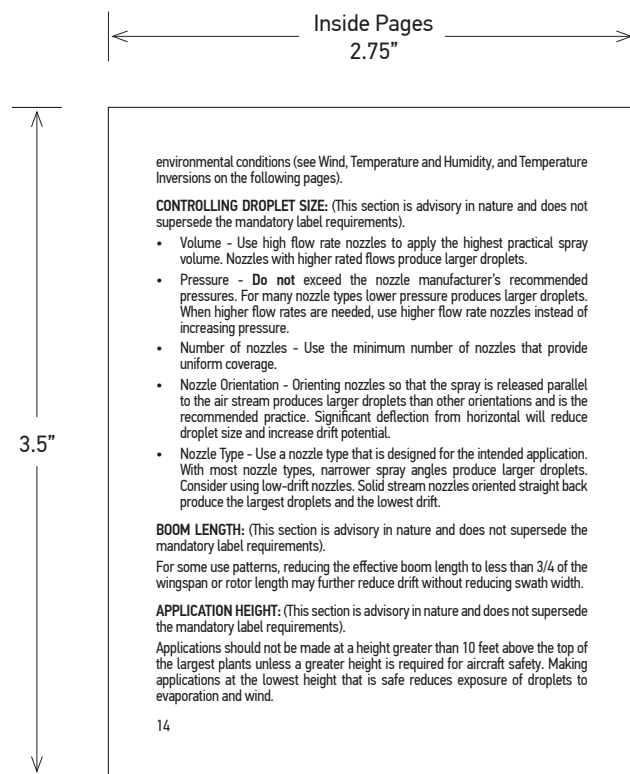 Inside Pages
2.75”
3.5”
environmental conditions (see Wind, Temperature and Humidity, and Temperature
Inversions on the following pages).
CONTROLLING DROPLET SIZE: (This section is advisory in nature and does not
supersede the mandatory label requirements).
• Volume - Use high flow rate nozzles to apply the highest practical spray
volume. Nozzles with higher rated flows produce larger droplets.
• Pressure - Do not exceed the nozzle manufacturer's recommended
pressures. For many nozzle types lower pressure produces larger droplets.
When higher flow rates are needed, use higher flow rate nozzles instead of
increasing pressure.
• Number of nozzles - Use the minimum number of nozzles that provide
uniform coverage.
• Nozzle Orientation - Orienting nozzles so that the spray is released parallel
to the air stream produces larger droplets than other orientations and is the
recommended practice. Significant deflection from horizontal will reduce
droplet size and increase drift potential.
• Nozzle Type - Use a nozzle type that is designed for the intended application.
With most nozzle types, narrower spray angles produce larger droplets.
Consider using low-drift nozzles. Solid stream nozzles oriented straight back
produce the largest droplets and the lowest drift.
BOOM LENGTH: (This section is advisory in nature and does not supersede the
mandatory label requirements).
For some use patterns, reducing the effective boom length to less than 3/4 of the
wingspan or rotor length may further reduce drift without reducing swath width.
APPLICATION HEIGHT: (This section is advisory in nature and does not supersede
the mandatory label requirements).
Applications should not be made at a height greater than 10 feet above the top of
the largest plants unless a greater height is required for aircraft safety. Making
applications at the lowest height that is safe reduces exposure of droplets to
evaporation and wind.
14